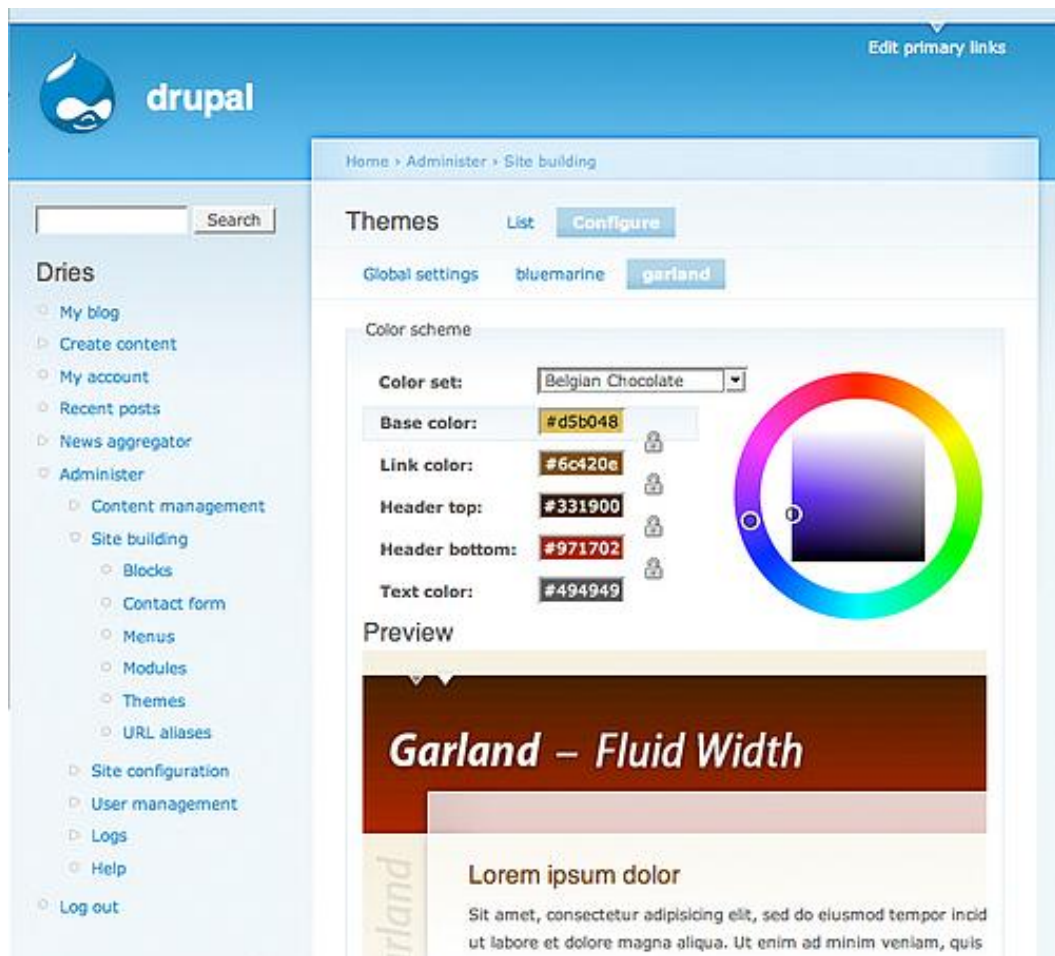 Edit primary links
drupal
Home › Administer › Site building
Search
Dries
My blog
Create content
My account
Recent posts
News aggregator
Administer
Content management
Site building
Blocks
Contact form
Menus
Modules
Themes
URL aliases
Site configuration
User management
Logs
Help
Log out
Themes List Configure
Global settings bluemarine garland
Color scheme
Color set: Belgian Chocolate
Base color: #d5b048
Link color: #6c420e
Header top: #331900
Header bottom: #971702
Text color: #494949
Preview
Garland – Fluid Width
rland
Lorem ipsum dolor
Sit amet, consectetur adipisicing elit, sed do eiusmod tempor incid
ut labore et dolore magna aliqua. Ut enim ad minim veniam, quis